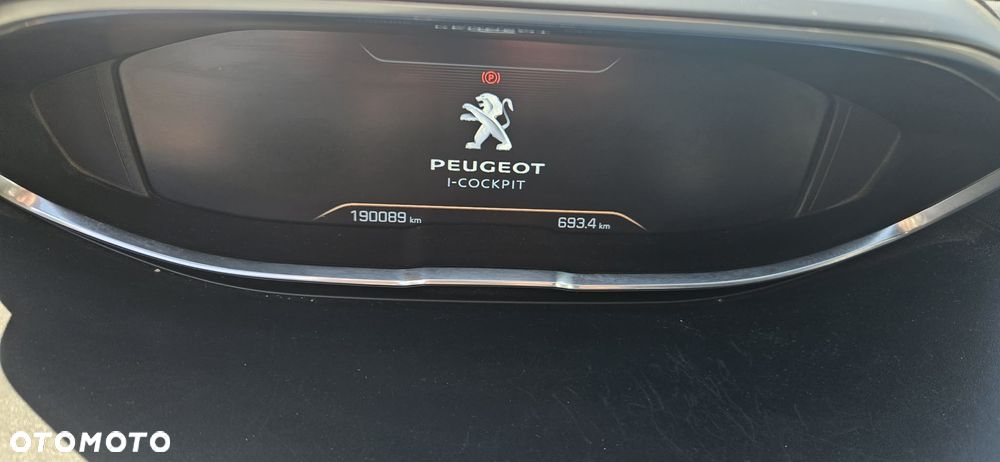 PEUGEOT
I-COCKPIT
190089 km
693.4 km
OTOMOTO